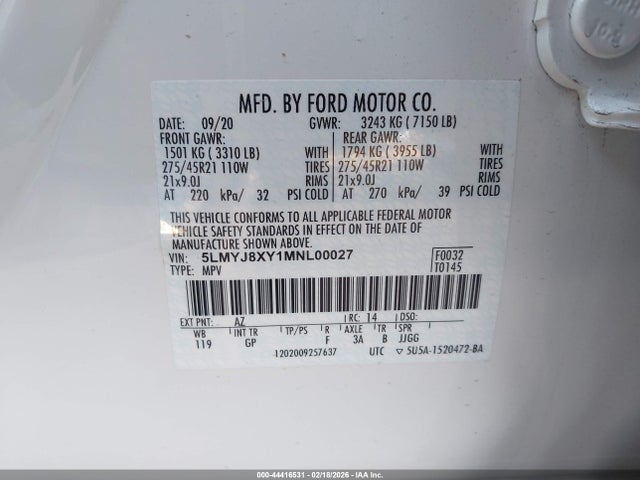 MFD. BY FORD MOTOR CO.
DATE: 09/20 GVWR: 3243 KG ( 7150 LB)
FRONT GAWR: REAR GAWR:
1501 KG ( 3310 LB) WITH 1794 KG ( 3955 LB) WITH
275/45R21 110W TIRES 275/45R21 110W TIRES
21x9.0J RIMS 21x9.0J RIMS
AT 220 kPa/ 32 PSI COLD AT 270 kPa/ 39 PSI COLD
THIS VEHICLE CONFORMS TO ALL APPLICABLE FEDERAL MOTOR
VEHICLE SAFETY STANDARDS IN EFFECT ON THE DATE OF
MANUFACTURE SHOWN ABOVE.
VIN: 5LMYJ8XY1MNL00027 F0032
TYPE: MPV T0145
EXT PNT: AZ RC: 14 DSO:
WB INT TR TP/PS R AXLE TR SPR
119 GP F 3A B JJGG
1202009257637 UTC ▽ 5U5A-1520472-BA
000-44416531 - 02/18/2026 - IAAI.com